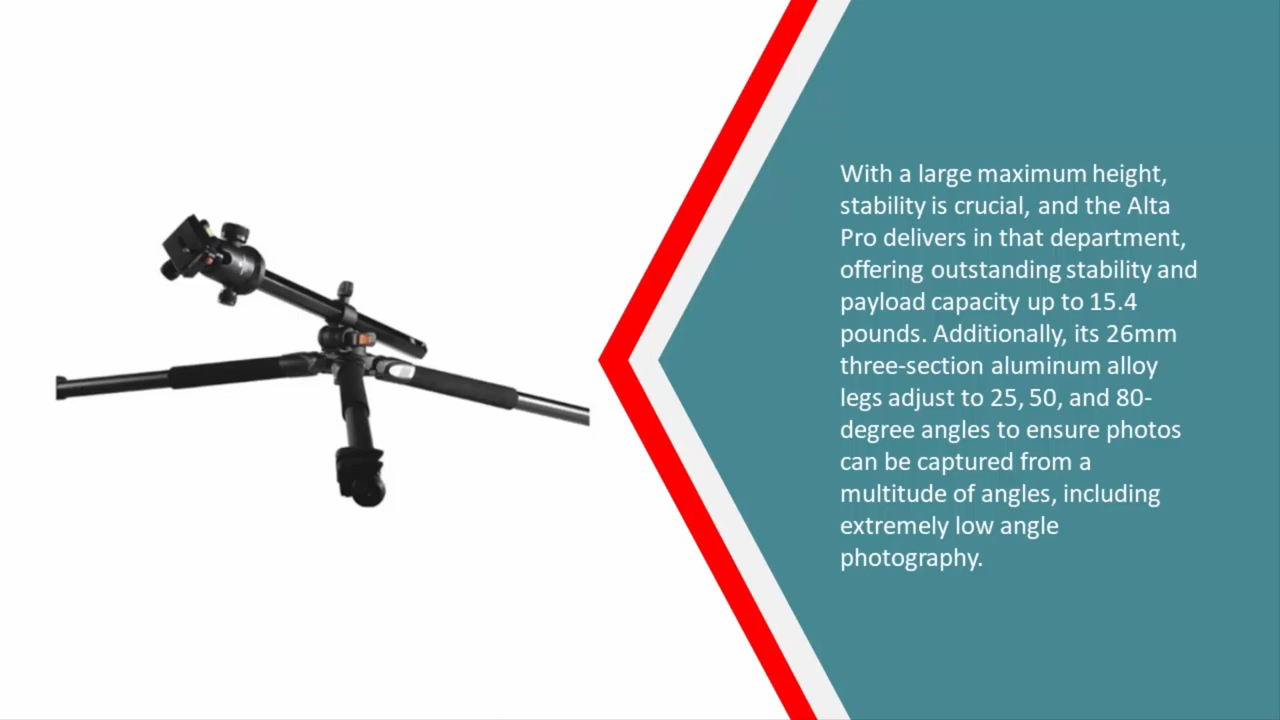 With a large maximum height,
stability is crucial, and the Alta
Pro delivers in that department,
offering outstanding stability and
payload capacity up to 15.4
pounds. Additionally, its 26mm
three-section aluminum alloy
legs adjust to 25, 50, and 80-
degree angles to ensure photos
can be captured from a
multitude of angles, including
extremely low angle
photography.